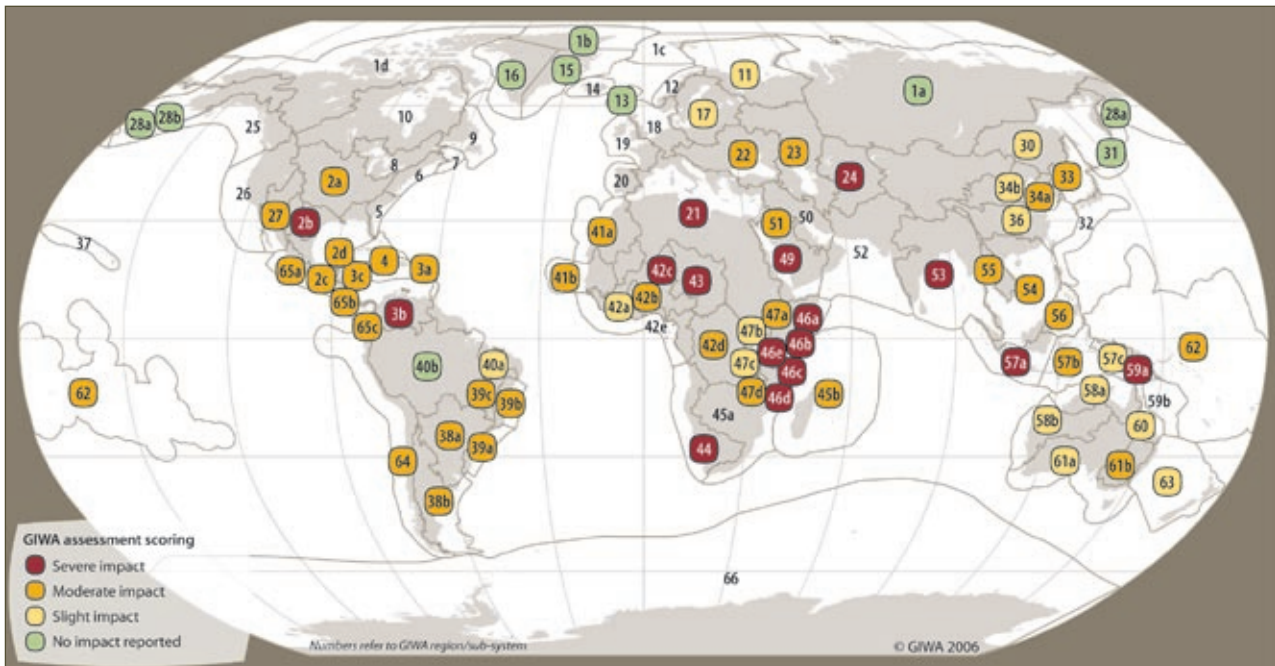 1b
1c
1d
16
15
14
12
11
1a
13
28a
28b
28a
10
25
9
17
18
19
30
31
22
23
8
7
6
20
24
34b
33
2a
26
34a
27
2b
5
21
51
50
36
32
37
41a
49
52
2d
4
3a
65a
2c
3c
41b
42c
43
53
55
54
65b
3b
42a
42b
47a
46a
56
65c
42e
47b
42d
46b
46e
62
40b
40a
47c
46c
57a
57b
57c
59a
62
39c
39b
47d
46d
45b
58a
59b
45a
58b
60
38a
39a
44
64
61a
61b
63
38b
GIWA assessment scoring
Severe impact
Moderate impact
Slight impact
No impact reported
66
Numbers refer to GIWA region/sub-system
© GIWA 2006